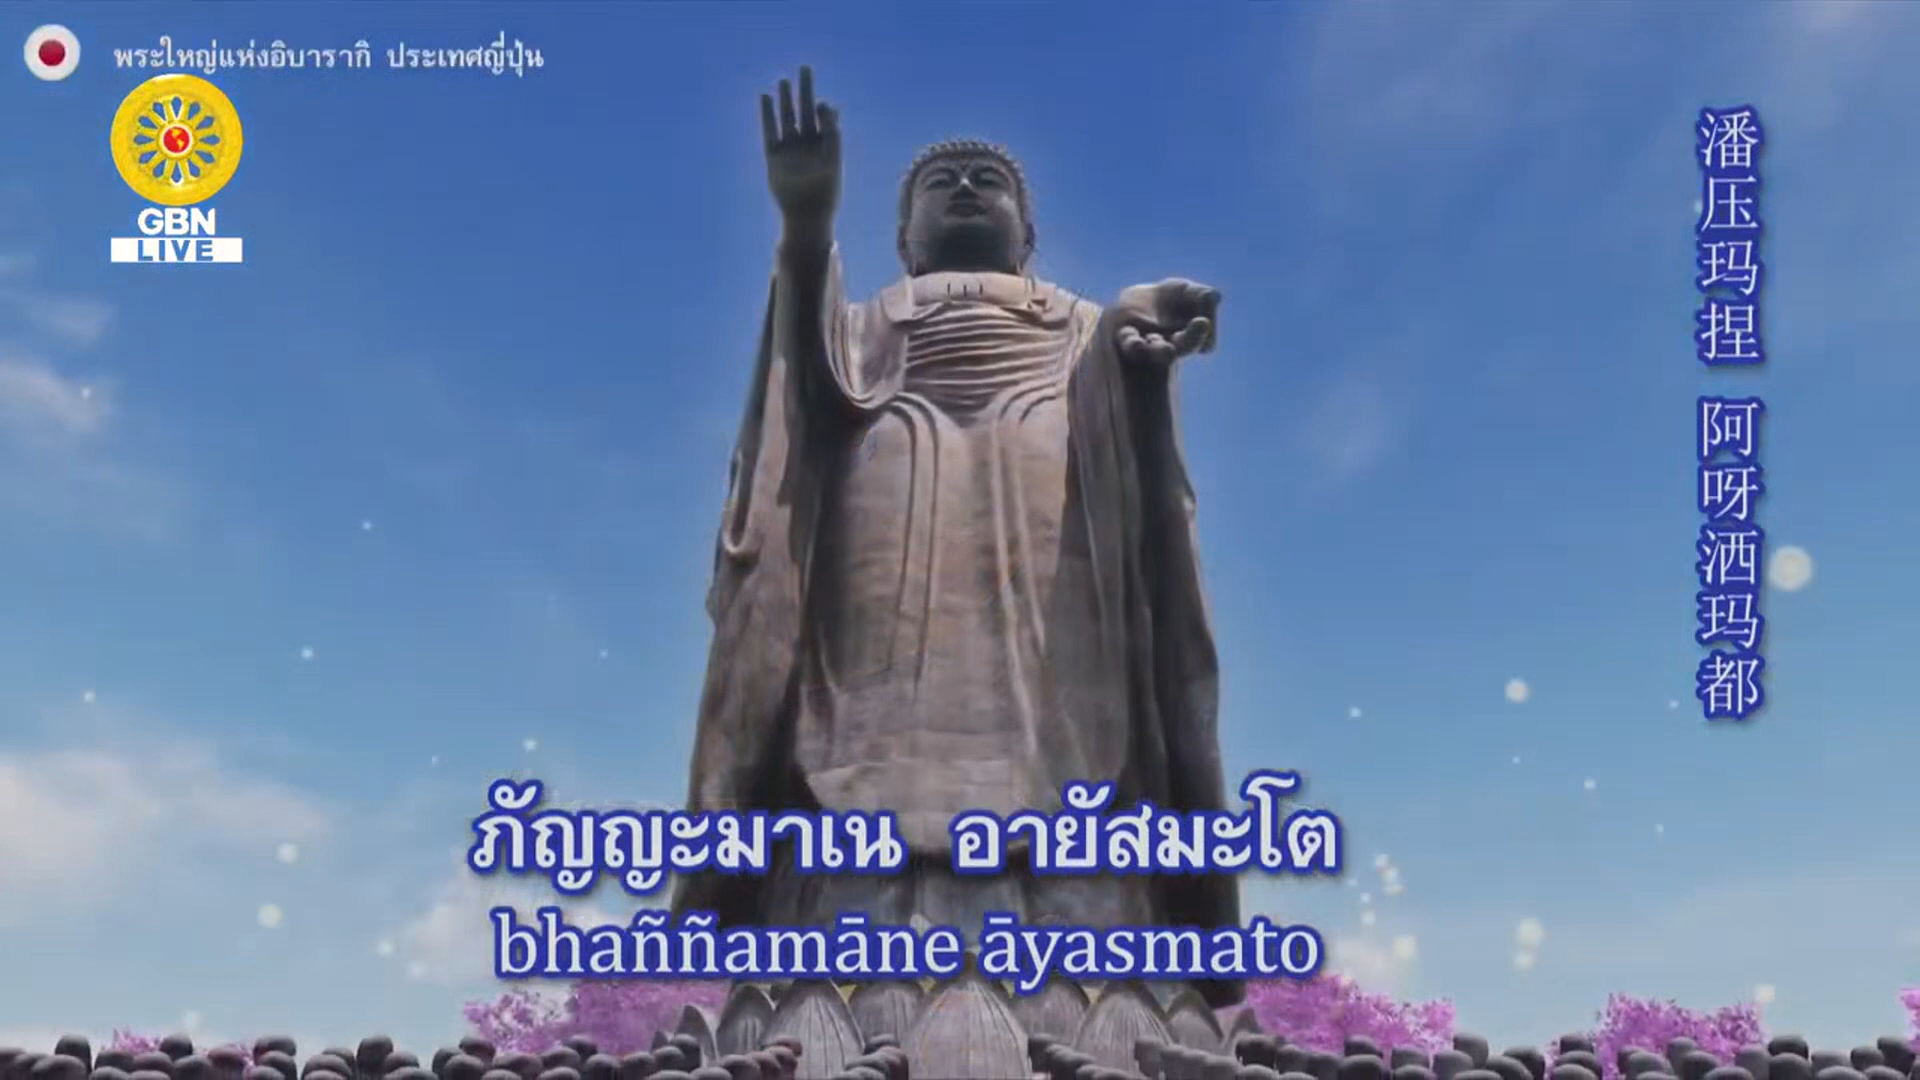 พระใหญ่แห่งอิบารากิ ประเทศญี่ปุ่น
GBN
LIVE
潘压玛捏 阿呀洒玛都
ภัญญะมาเน อายัสมะโต
bhaññamāne āyasmato